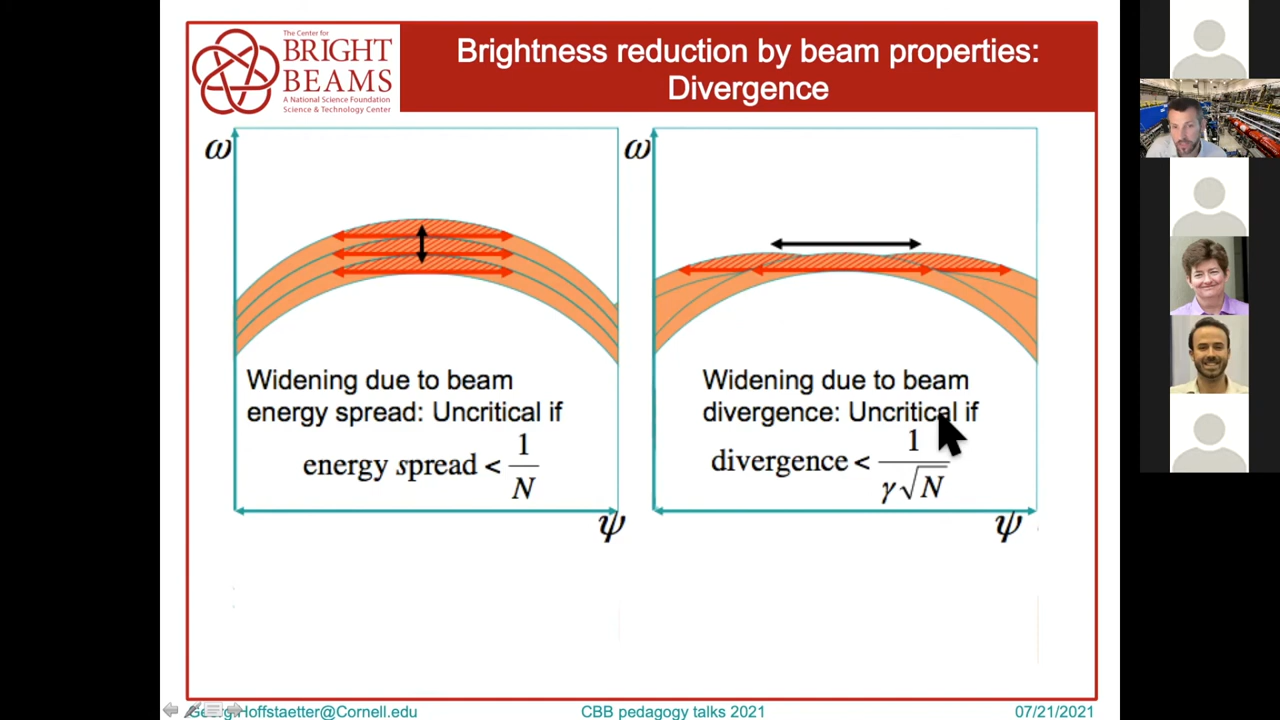 The Center for
BRIGHT
BEAMS
A National Science Foundation
Science & Technology Center
Brightness reduction by beam properties:
Divergence
ω
Widening due to beam
energy spread: Uncritical if
energy spread < 1/N
ψ
ω
Widening due to beam
divergence: Uncritical if
divergence < 1/γ√N
ψ
Georg.Hoffstaetter@Cornell.edu
CBB pedagogy talks 2021
07/21/2021